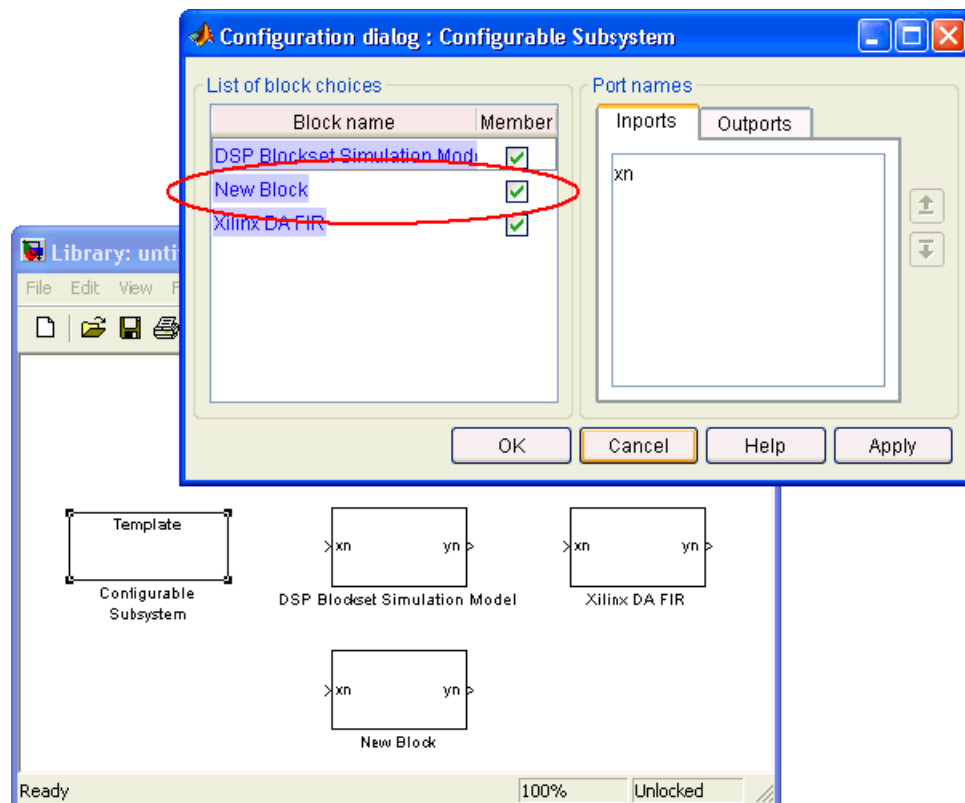 Configuration dialog : Configurable Subsystem
List of block choices
Block name Member
DSP Blockset Simulation Mod
New Block
Xilinx DA FIR
Port names
Inports Outports
xn
OK Cancel Help Apply
Library: unti
File Edit View F
Template
Configurable
Subsystem
xn yn
DSP Blockset Simulation Model
xn yn
Xilinx DA FIR
xn yn
New Block
Ready 100% Unlocked